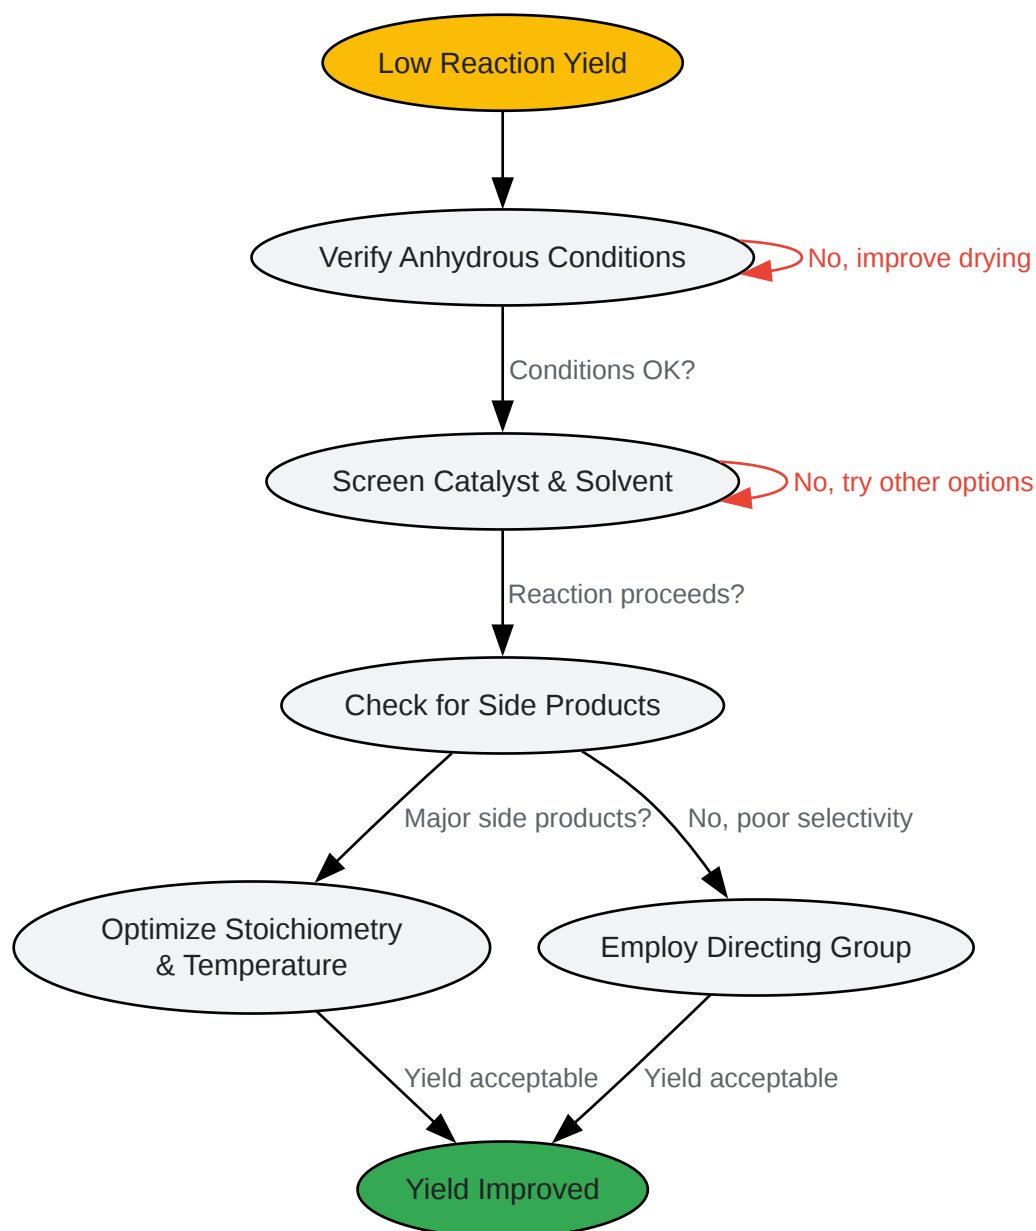 Low Reaction Yield
Verify Anhydrous Conditions
No, improve drying
Conditions OK?
Screen Catalyst & Solvent
No, try other options
Reaction proceeds?
Check for Side Products
Major side products?
No, poor selectivity
Optimize Stoichiometry
& Temperature
Employ Directing Group
Yield acceptable
Yield acceptable
Yield Improved